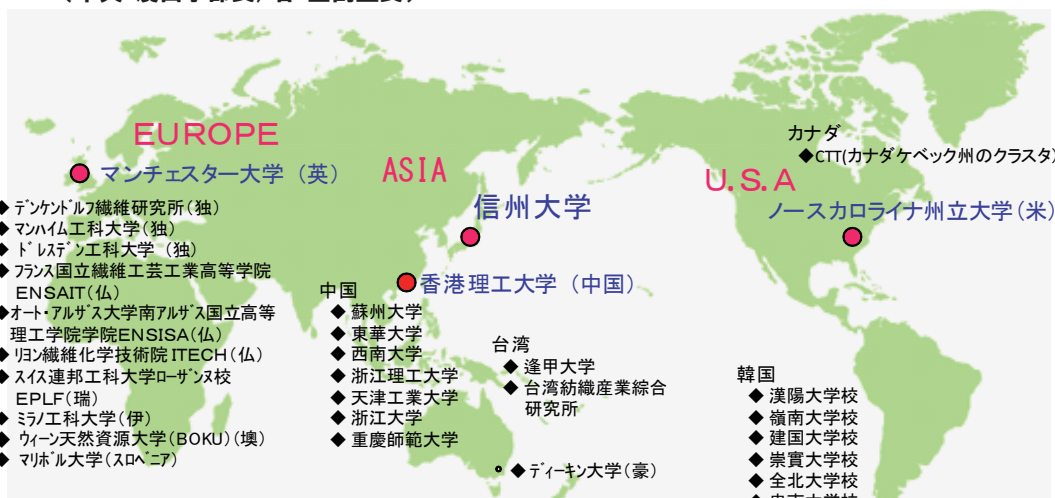 EUROPE
マンチェスター大学（英）
◆ デンケンドルフ繊維研究所(独)
◆ マンハイム工科大学(独)
◆ ドレスデン工科大学（独)
◆ フランス国立繊維工芸工業高等学院
ENSAIT(仏)
◆オート・アルザス大学南アルザス国立高等
理工学院学院ENSISA(仏)
◆ リヨン繊維化学技術院 ITECH(仏)
◆ スイス連邦工科大学ローザンヌ校
EPLF(瑞)
◆ ミラノ工科大学(伊)
◆ ウィーン天然資源大学(BOKU)(墺)
◆ マリボル大学(スロベニア)
ASIA
信州大学
香港理工大学（中国）
中国
◆ 蘇州大学
◆ 東華大学
◆ 西南大学
◆ 浙江理工大学
◆ 天津工業大学
◆ 浙江大学
◆ 重慶師範大学
台湾
◆ 逢甲大学
◆ 台湾紡織産業綜合
研究所
◆ ディーキン大学(豪)
カナダ
◆CTT(カナダケベック州のクラスタ)
U.S.A
ノースカロライナ州立大学(米)
韓国
◆ 漢陽大学校
◆ 嶺南大学校
◆ 建国大学校
◆ 崇實大学校
◆ 全北大学校